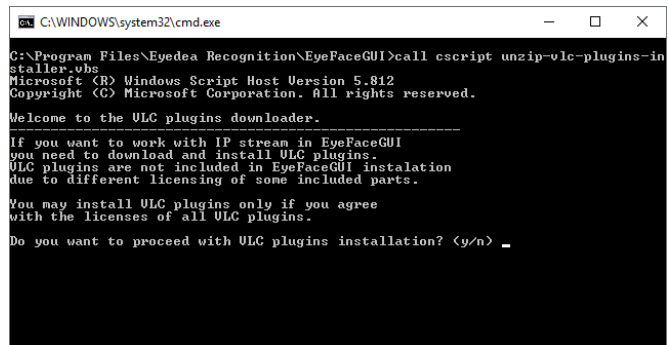 C:\WINDOWS\system32\cmd.exe
C:\Program Files\Eyedea Recognition\EyeFaceGUI>call cscript unzip-vlc-plugins-in
staller.vbs
Microsoft (R) Windows Script Host Version 5.812
Copyright (C) Microsoft Corporation. All rights reserved.
Welcome to the VLC plugins downloader.
----------------------------------------------------------
If you want to work with IP stream in EyeFaceGUI
you need to download and install VLC plugins.
VLC plugins are not included in EyeFaceGUI instalation
due to different licensing of some included parts.
You may install VLC plugins only if you agree
with the licenses of all VLC plugins.
Do you want to proceed with VLC plugins installation? (y/n) _